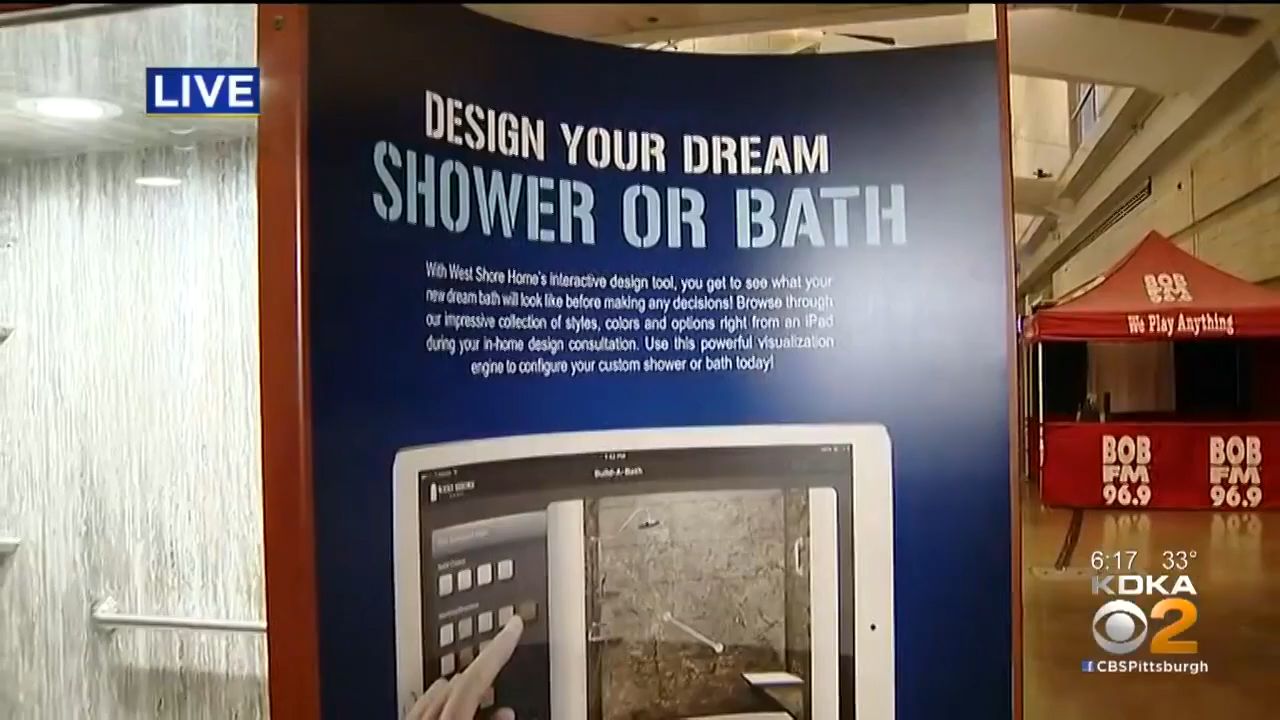 LIVE
DESIGN YOUR DREAM
SHOWER OR BATH
With West Shore Home's interactive design tool, you get to see what your
new dream bath will look like before making any decisions! Browse through
our impressive collection of styles, colors and options right from an iPad
during your in-home design consultation. Use this powerful visualization
engine to configure your custom shower or bath today!
Build-A-Bath
WEST SHORE
BOB
FM
96.9
We Play Anything
BOB
FM
96.9
BOB
FM
96.9
6:17 33°
KDKA
2
CBSPittsburgh